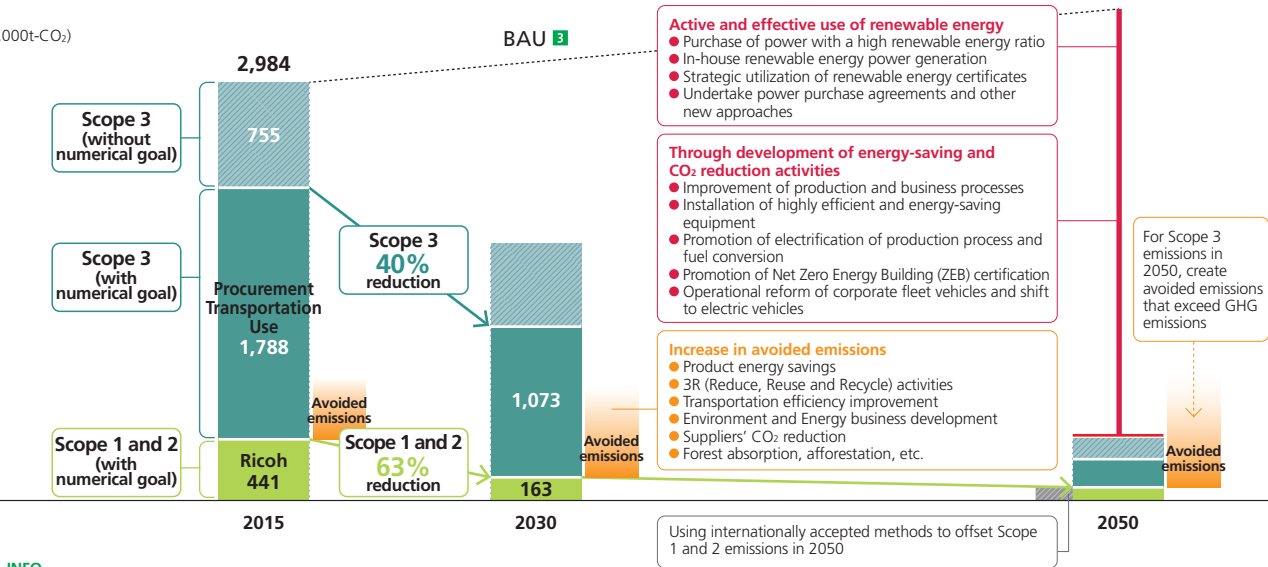 ,000t-CO₂)
BAU 3
2,984
Scope 3
(without
numerical goal)
755
Scope 3
(with
numerical goal)
Procurement
Transportation
Use
1,788
Scope 1 and 2
(with
numerical goal)
Ricoh
441
Avoided
emissions
Scope 3
40%
reduction
Scope 1 and 2
63%
reduction
1,073
163
Avoided
emissions
Active and effective use of renewable energy
● Purchase of power with a high renewable energy ratio
● In-house renewable energy power generation
● Strategic utilization of renewable energy certificates
● Undertake power purchase agreements and other
new approaches
Through development of energy-saving and
CO₂ reduction activities
● Improvement of production and business processes
● Installation of highly efficient and energy-saving
equipment
● Promotion of electrification of production process and
fuel conversion
● Promotion of Net Zero Energy Building (ZEB) certification
● Operational reform of corporate fleet vehicles and shift
to electric vehicles
Increase in avoided emissions
● Product energy savings
● 3R (Reduce, Reuse and Recycle) activities
● Transportation efficiency improvement
● Environment and Energy business development
● Suppliers' CO₂ reduction
● Forest absorption, afforestation, etc.
For Scope 3
emissions in
2050, create
avoided emissions
that exceed GHG
emissions
Avoided
emissions
2015
2030
2050
Using internationally accepted methods to offset Scope
1 and 2 emissions in 2050
INFO